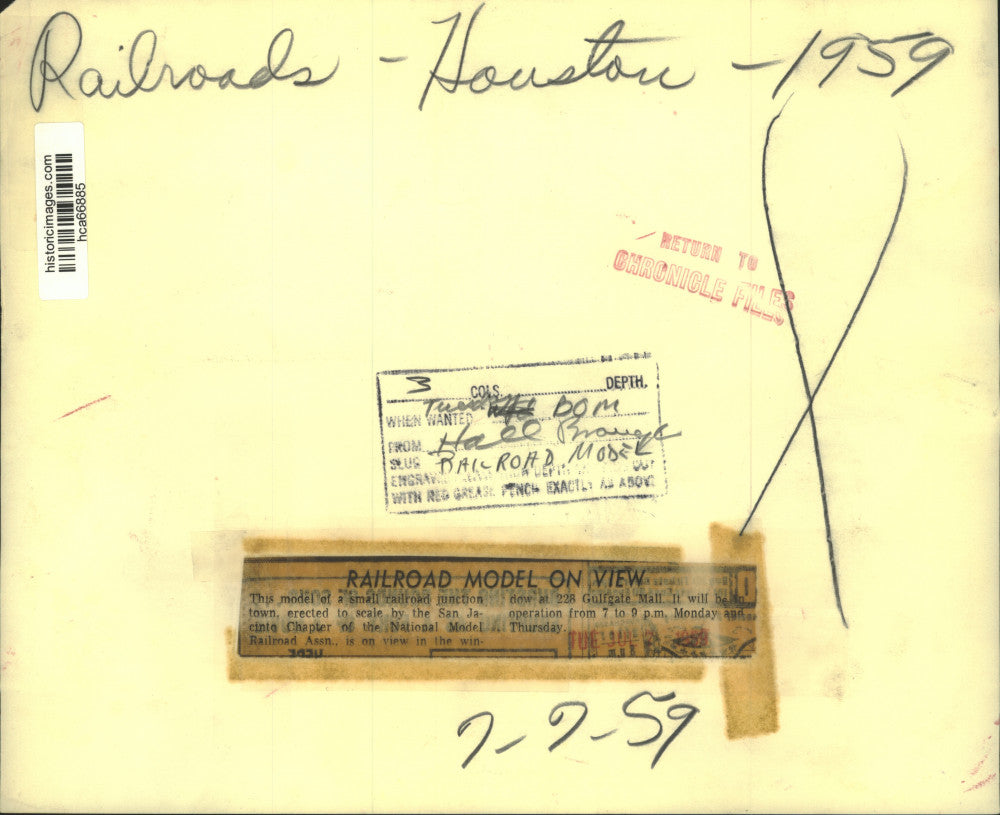 Railroads - Houston - 1959
historicimages.com
hca66885
RETURN TO
CHRONICLE FILES
3 COLS. DEPTH.
WHEN WANTED BOM
FROM Hall
SLUG RAILROAD MODEL
WITH RED GREASE PENCIL EXACTLY AS ABOVE
RAILROAD MODEL ON VIEW
This model of a small railroad junction
town, erected to scale by the San Ja-
cinto Chapter of the National Model
Railroad Assn., is on view in the win-
dow at 228 Gulfgate Mall. It will be in
operation from 7 to 9 p.m. Monday and
Thursday.
7-7-59